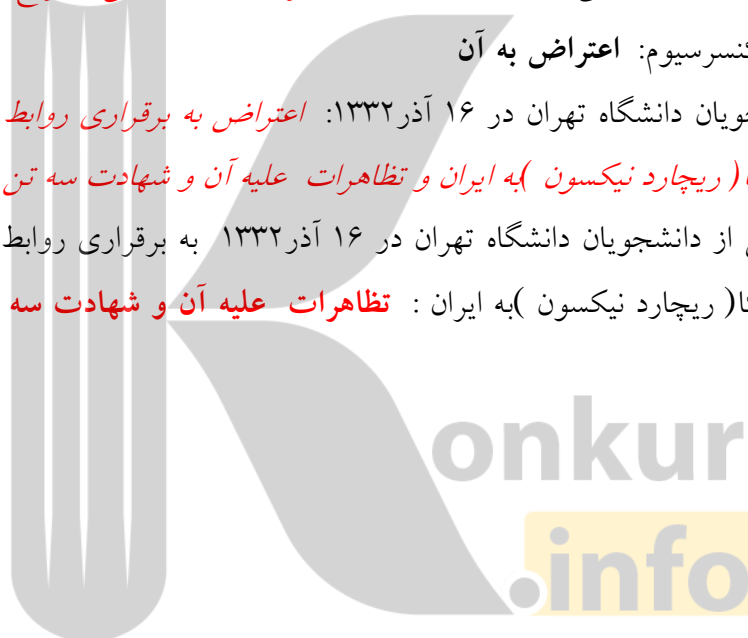 کنسرسیوم: اعتراض به آن
جویان دانشگاه تهران در ۱۶ آذر۱۳۳۲: اعتراض به برقراری روابط
ا( ریچارد نیکسون )به ایران و تظاهرات علیه آن و شهادت سه تن
از دانشجویان دانشگاه تهران در ۱۶ آذر۱۳۳۲ به برقراری روابط
کا( ریچارد نیکسون )به ایران : تظاهرات علیه آن و شهادت سه
onkur
.info